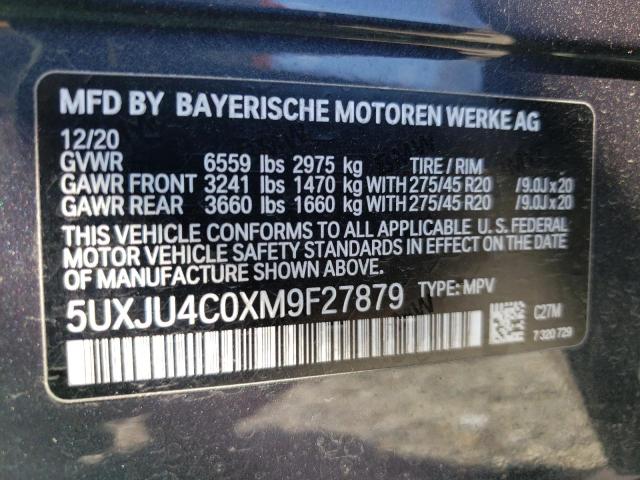 MFD BY BAYERISCHE MOTOREN WERKE AG
12/20
GVWR 6559 lbs 2975 kg TIRE / RIM
GAWR FRONT 3241 lbs 1470 kg WITH 275/45 R20 /9.0J x 20
GAWR REAR 3660 lbs 1660 kg WITH 275/45 R20 /9.0J x 20
THIS VEHICLE CONFORMS TO ALL APPLICABLE U. S. FEDERAL
MOTOR VEHICLE SAFETY STANDARDS IN EFFECT ON THE DATE
OF MANUFACTURE SHOWN ABOVE.
5UXJU4C0XM9F27879 TYPE: MPV
C27M
7 320 729